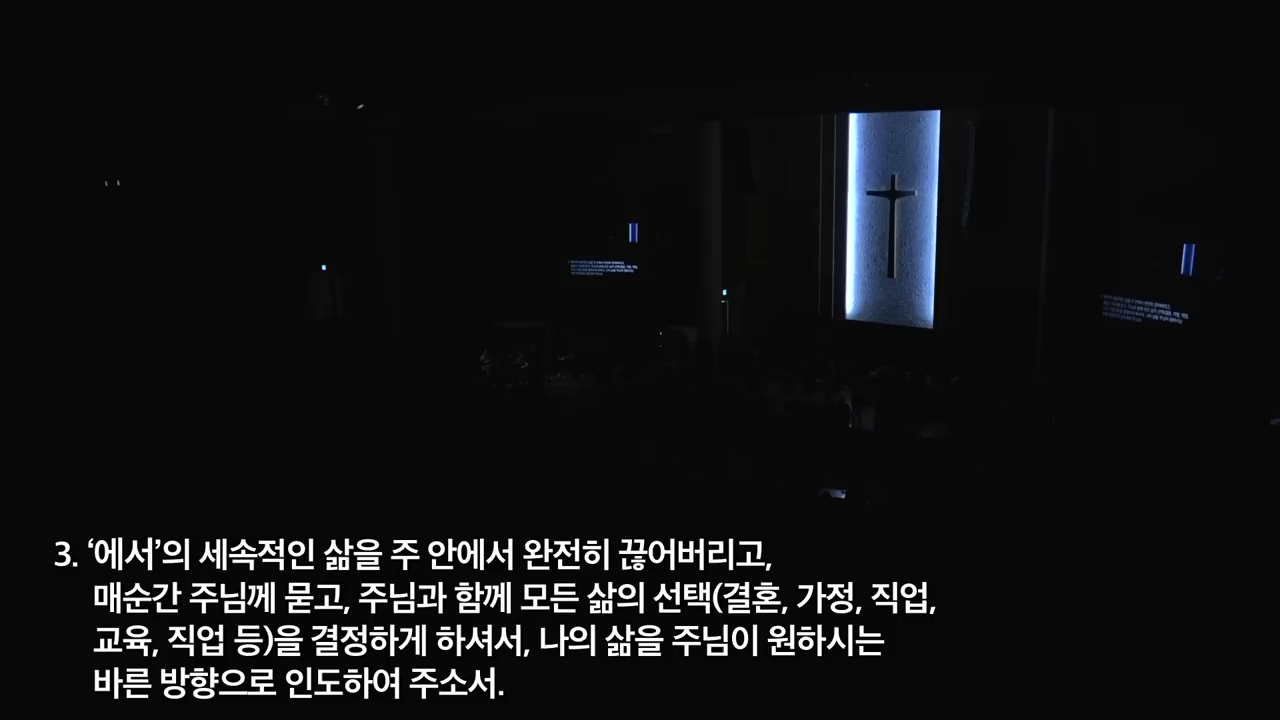 3. ‘에서’의 세속적인 삶을 주 안에서 완전히 끊어버리고,
매순간 주님께 묻고, 주님과 함께 모든 삶의 선택(결혼, 가정, 직업,
교육, 직업 등)을 결정하게 하셔서, 나의 삶을 주님이 원하시는
바른 방향으로 인도하여 주소서.